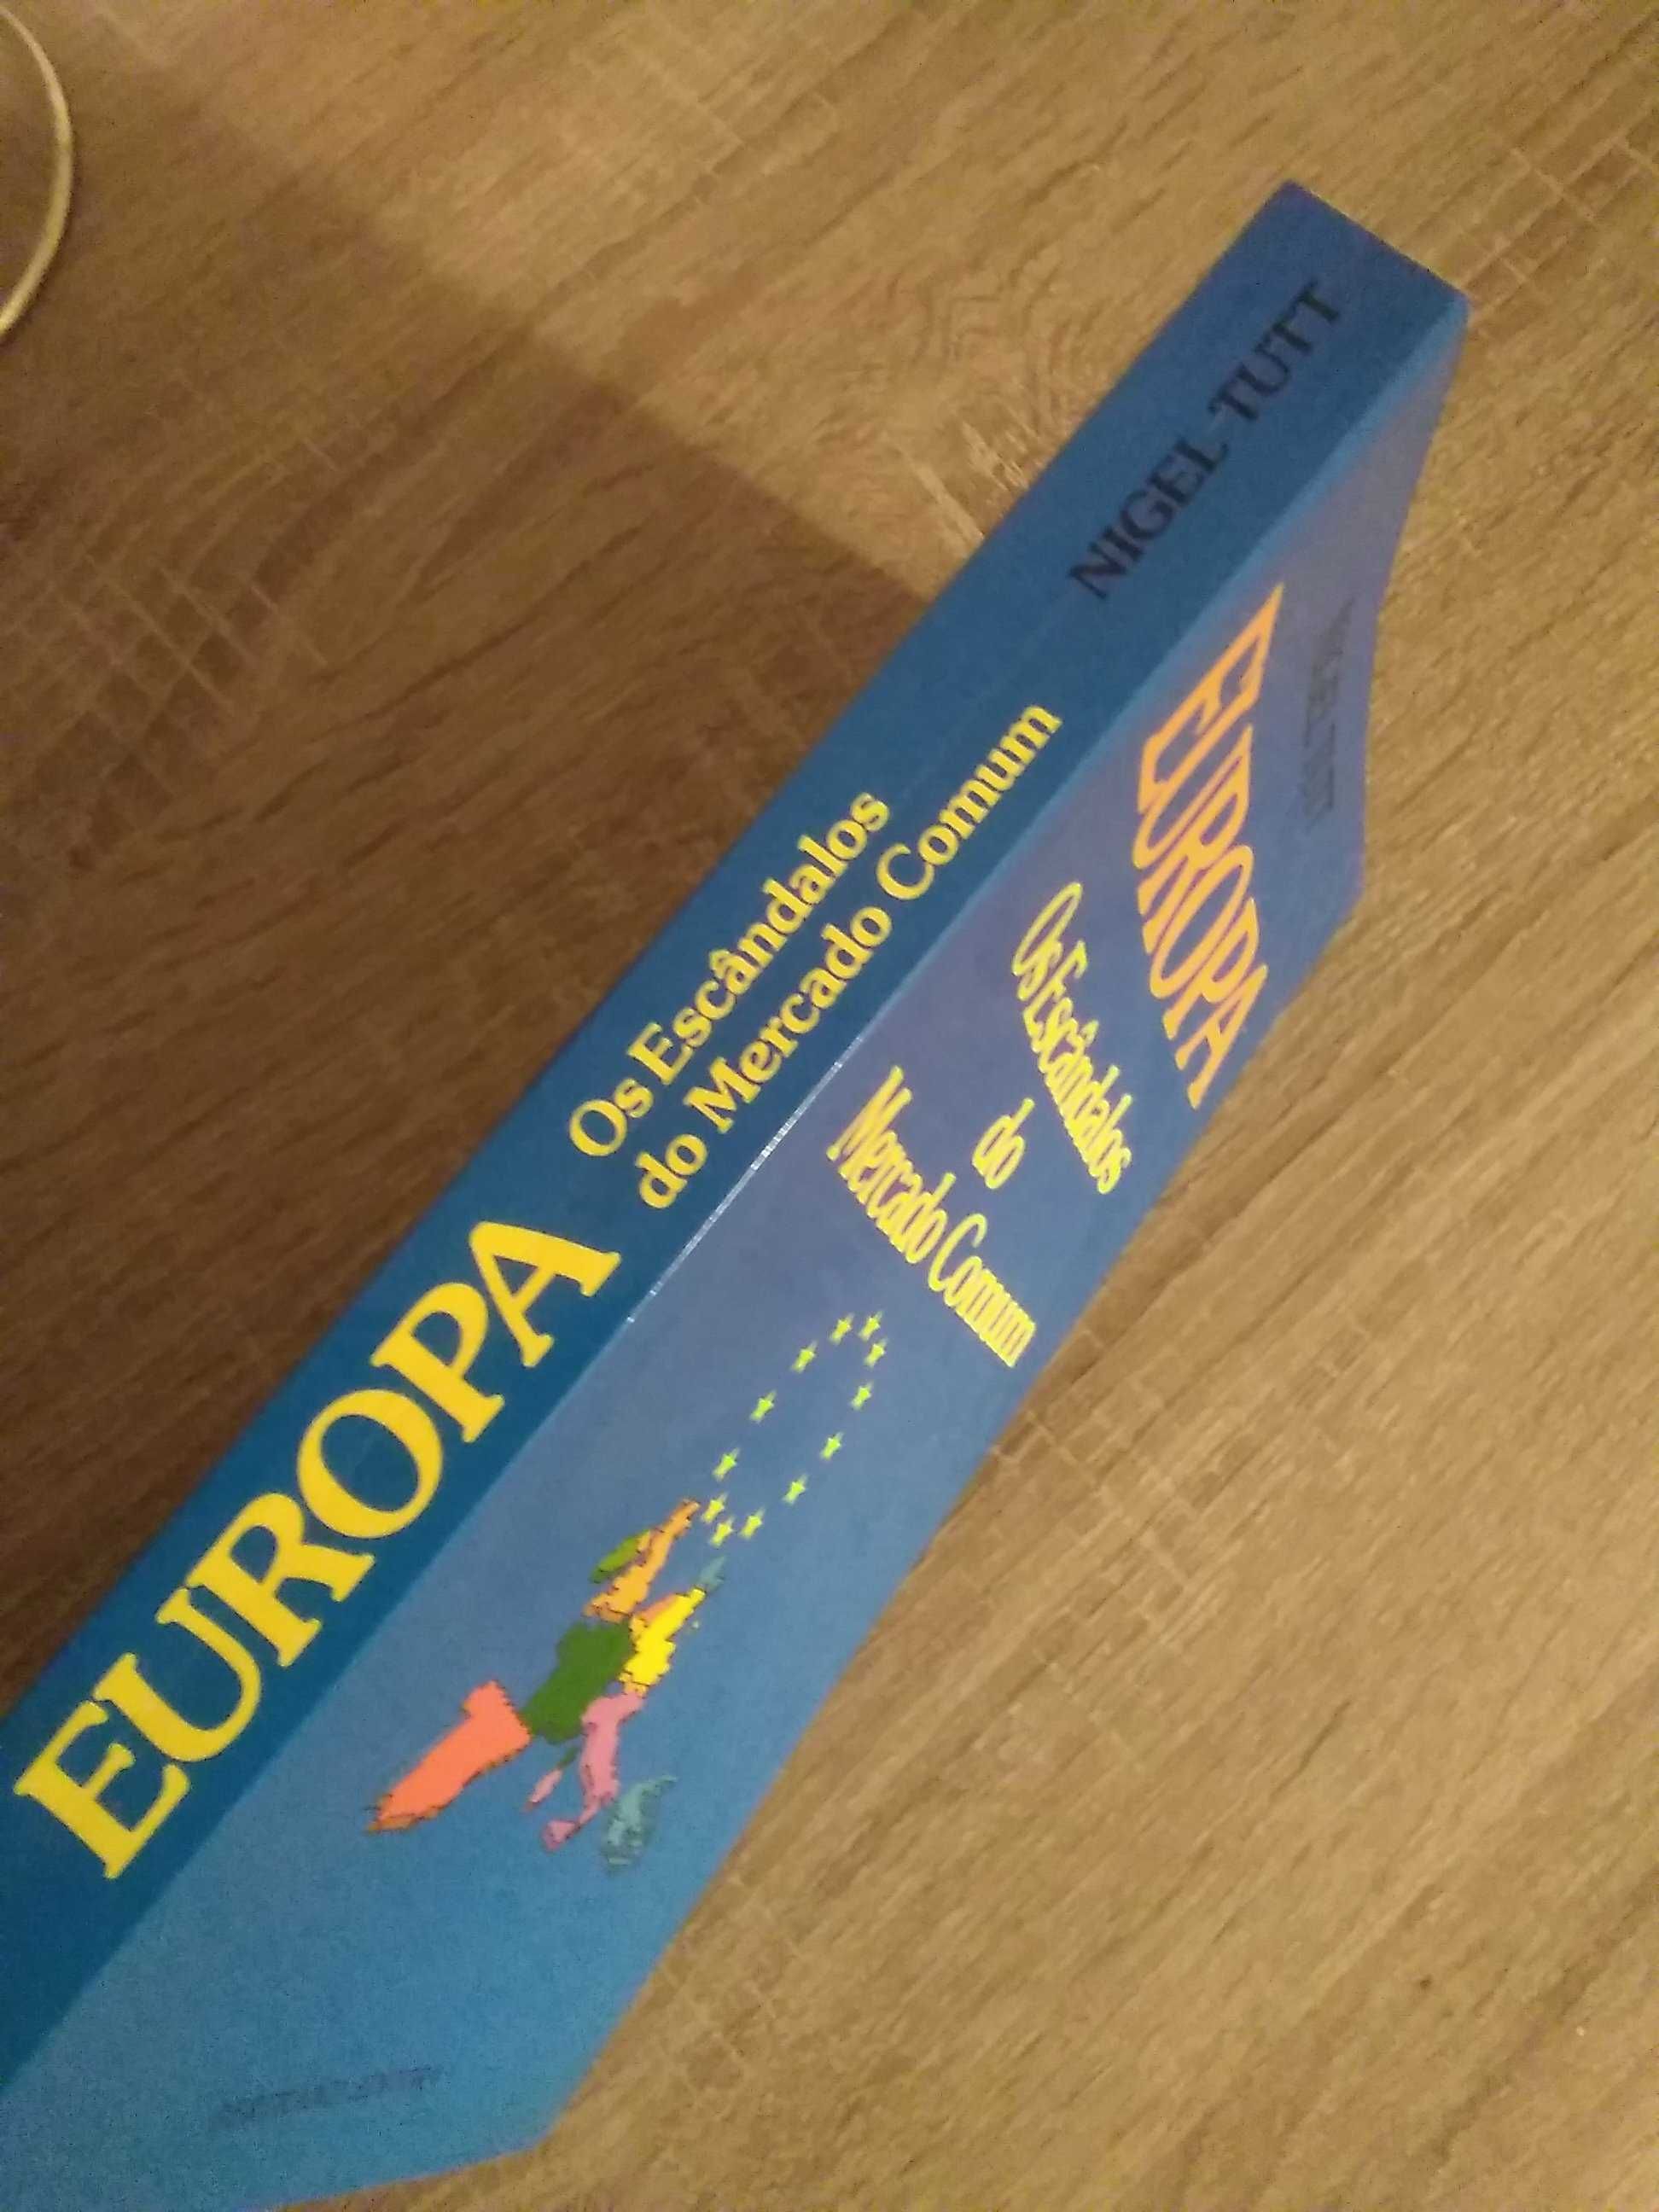 EUROPA
Os Escândalos
do Mercado Comum
NIGEL TUTT
EUROPA
Os Escândalos
do
Mercado Comum